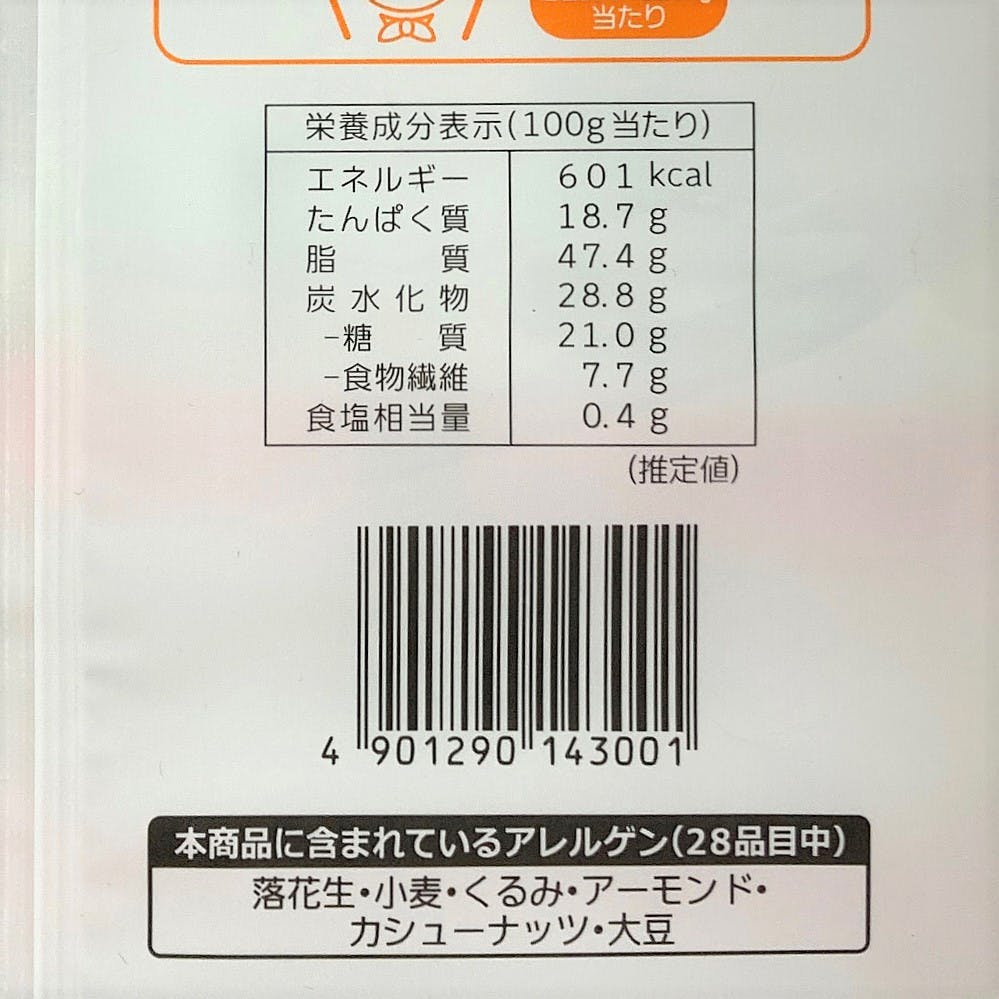 当たり
栄養成分表示(100g当たり)
エネルギー 601 kcal
たんぱく質 18.7 g
脂質 47.4 g
炭水化物 28.8 g
-糖質 21.0 g
-食物繊維 7.7 g
食塩相当量 0.4 g
(推定値)
4 901290 143001
本商品に含まれているアレルゲン(28品目中)
落花生・小麦・くるみ・アーモンド・
カシューナッツ・大豆